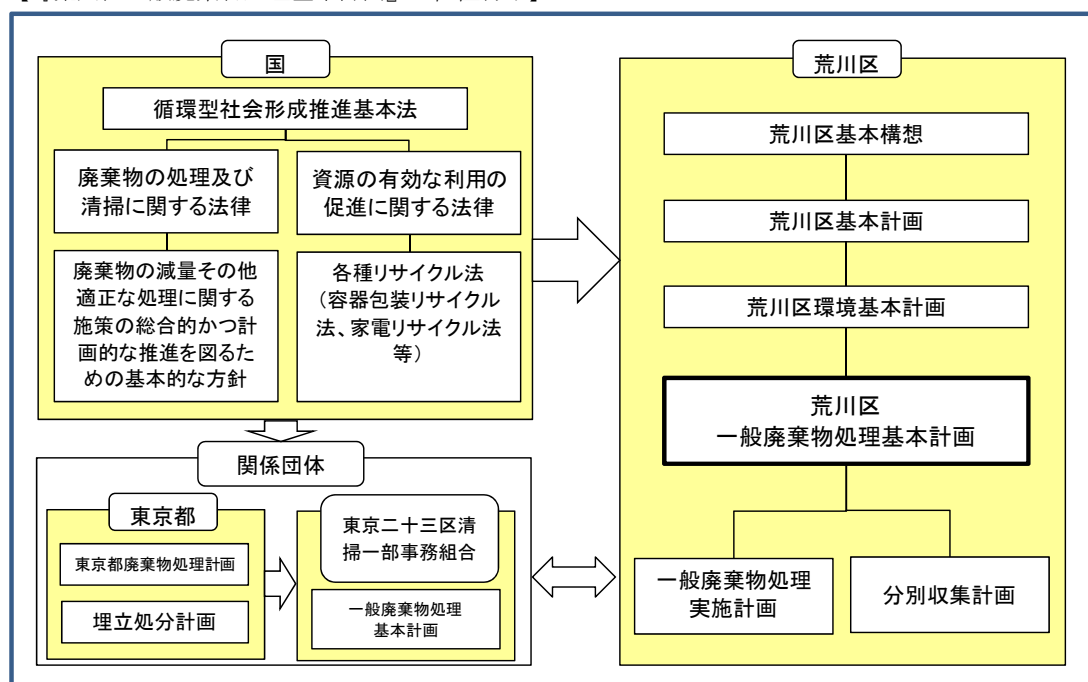 国
循環型社会形成推進基本法
廃棄物の処理及び
清掃に関する法律
資源の有効な利用の
促進に関する法律
廃棄物の減量その他
適正な処理に関する
施策の総合的かつ計
画的な推進を図るた
めの基本的な方針
各種リサイクル法
(容器包装リサイクル
法、家電リサイクル法
等)
関係団体
東京都
東京都廃棄物処理計画
埋立処分計画
東京二十三区清
掃一部事務組合
一般廃棄物処理
基本計画
荒川区
荒川区基本構想
荒川区基本計画
荒川区環境基本計画
荒川区
一般廃棄物処理基本計画
一般廃棄物処理
実施計画
分別収集計画